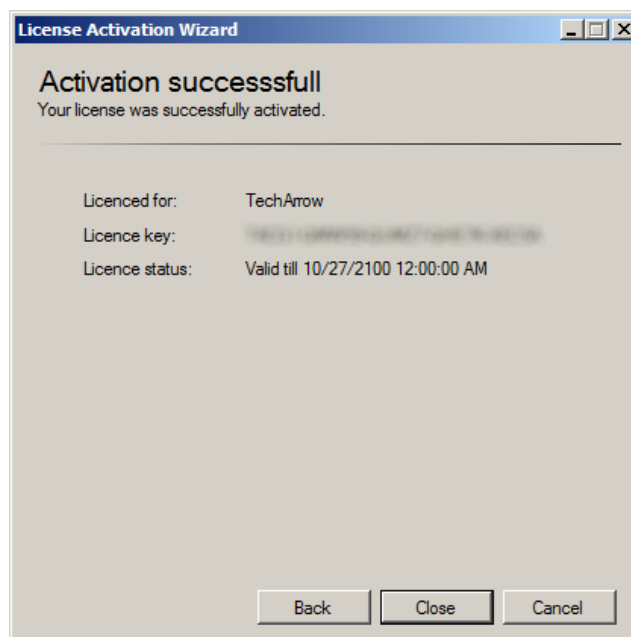 License Activation Wizard
Activation successsfull
Your license was successfully activated.
Licenced for: TechArrow
Licence key:
Licence status: Valid till 10/27/2100 12:00:00 AM
Back Close Cancel